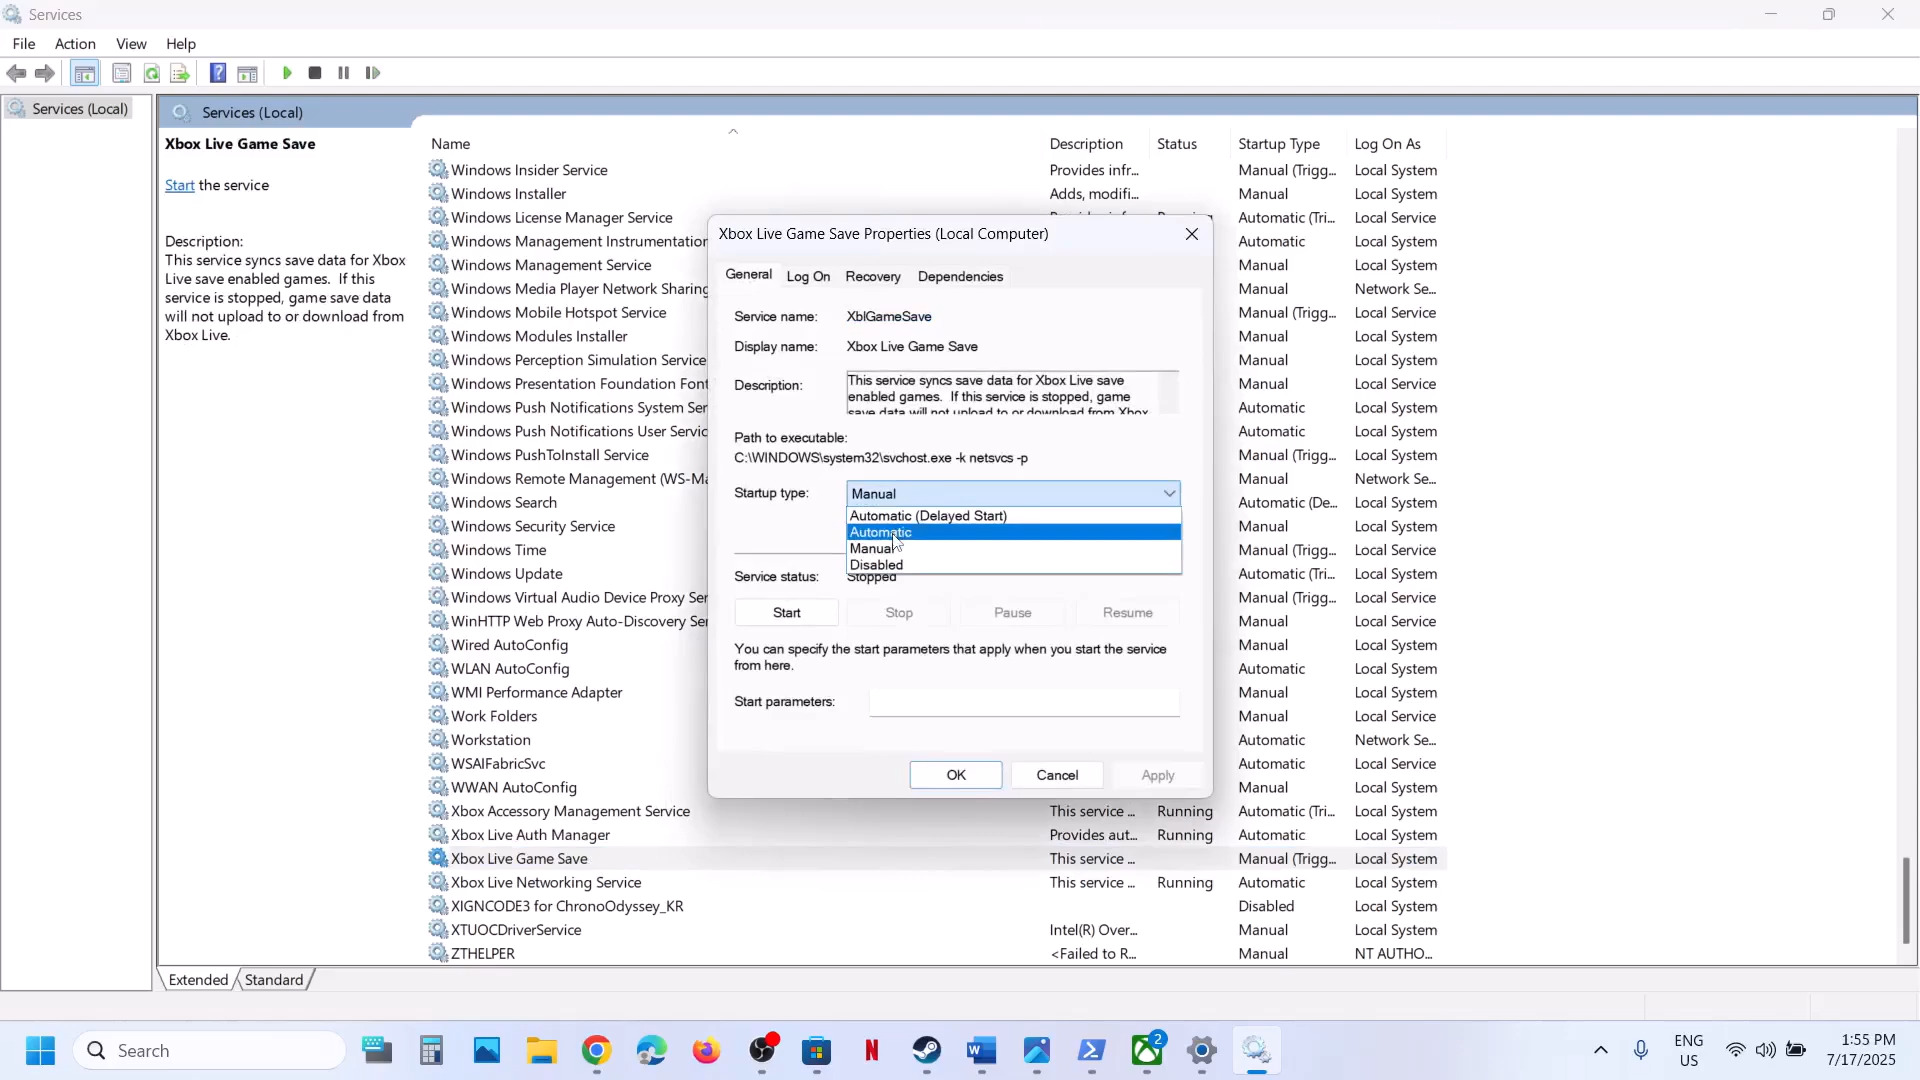 Services
File Action View Help
Services (Local)
Services (Local)
Xbox Live Game Save
Start the service
Description:
This service syncs save data for Xbox
Live save enabled games. If this
service is stopped, game save data
will not upload to or download from
Xbox Live.
Name Description Status Startup Type Log On As
Windows Insider Service Provides infr... Manual (Trigg... Local System
Windows Installer Adds, modifi... Manual Local System
Windows License Manager Service Automatic (Tri... Local Service
Windows Management Instrumentation Automatic Local System
Windows Management Service Manual Local System
Windows Media Player Network Sharing Manual Network Se...
Windows Mobile Hotspot Service Manual (Trigg... Local Service
Windows Modules Installer Manual Local System
Windows Perception Simulation Service Manual Local System
Windows Presentation Foundation Font Manual Local Service
Windows Push Notifications System Ser Automatic Local System
Windows Push Notifications User Servic Automatic Local System
Windows PushToInstall Service Manual (Trigg... Local System
Windows Remote Management (WS-Ma Manual Network Se...
Windows Search Automatic (De... Local System
Windows Security Service Manual Local System
Windows Time Manual (Trigg... Local Service
Windows Update Automatic (Tri... Local System
Windows Virtual Audio Device Proxy Ser Manual (Trigg... Local Service
WinHTTP Web Proxy Auto-Discovery Ser Manual Local Service
Wired AutoConfig Manual Local System
WLAN AutoConfig Automatic Local System
WMI Performance Adapter Manual Local System
Work Folders Manual Local Service
Workstation Automatic Network Se...
WSAIFabricSvc Automatic Local Service
WWAN AutoConfig Manual Local System
Xbox Accessory Management Service This service ... Running Automatic (Tri... Local System
Xbox Live Auth Manager Provides aut... Running Automatic Local System
Xbox Live Game Save This service ... Manual (Trigg... Local System
Xbox Live Networking Service This service ... Running Automatic Local System
XIGNCODE3 for ChronoOdyssey_KR Disabled Local System
XTUOCDriverService Intel(R) Over... Manual Local System
ZTHELPER <Failed to R... Manual NT AUTHO...
Extended Standard
Xbox Live Game Save Properties (Local Computer)
General Log On Recovery Dependencies
Service name: XblGameSave
Display name: Xbox Live Game Save
Description: This service syncs save data for Xbox Live save
enabled games. If this service is stopped, game
save data will not upload to or download from Xbox
Path to executable:
C:\WINDOWS\system32\svchost.exe -k netsvcs -p
Startup type: Manual
Automatic (Delayed Start)
Automatic
Manual
Disabled
Service status: Stopped
Start Stop Pause Resume
You can specify the start parameters that apply when you start the service
from here.
Start parameters:
OK Cancel Apply
Search
2
ENG
US
1:55 PM
7/17/2025